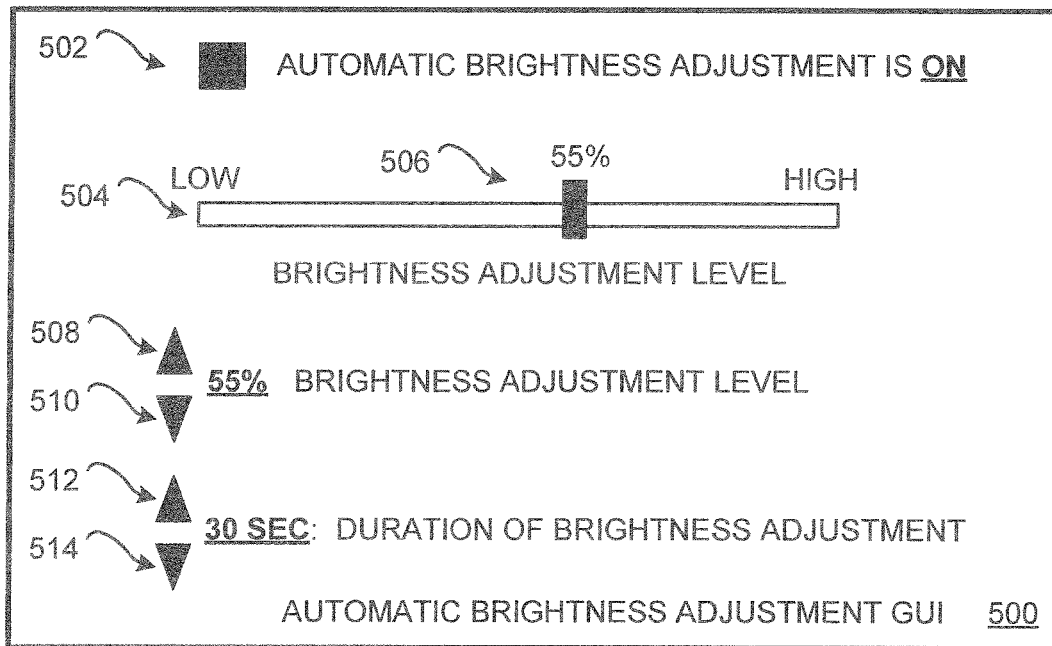 502 AUTOMATIC BRIGHTNESS ADJUSTMENT IS ON
506 55%
LOW HIGH
504
BRIGHTNESS ADJUSTMENT LEVEL
508
55% BRIGHTNESS ADJUSTMENT LEVEL
510
512
30 SEC: DURATION OF BRIGHTNESS ADJUSTMENT
514
AUTOMATIC BRIGHTNESS ADJUSTMENT GUI 500